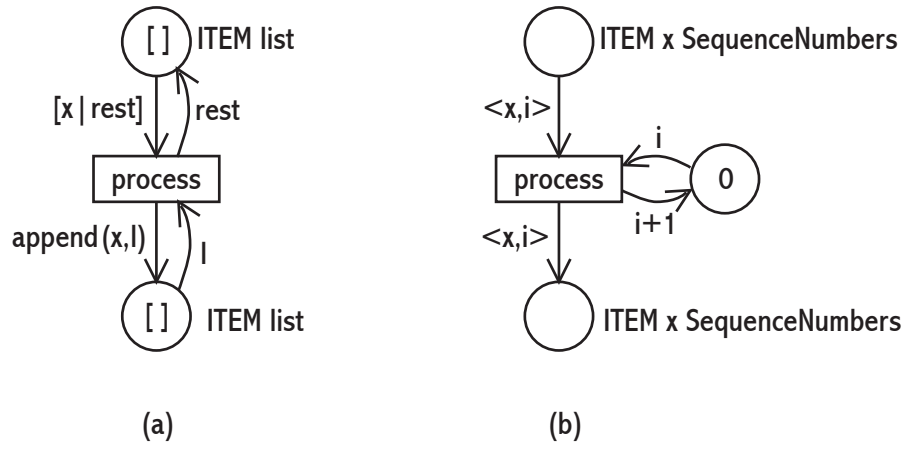 [ ] ITEM list
[x | rest]
rest
process
append (x,l)
l
[ ] ITEM list
(a)
ITEM x SequenceNumbers
<x,i>
i
process
0
i+1
<x,i>
ITEM x SequenceNumbers
(b)